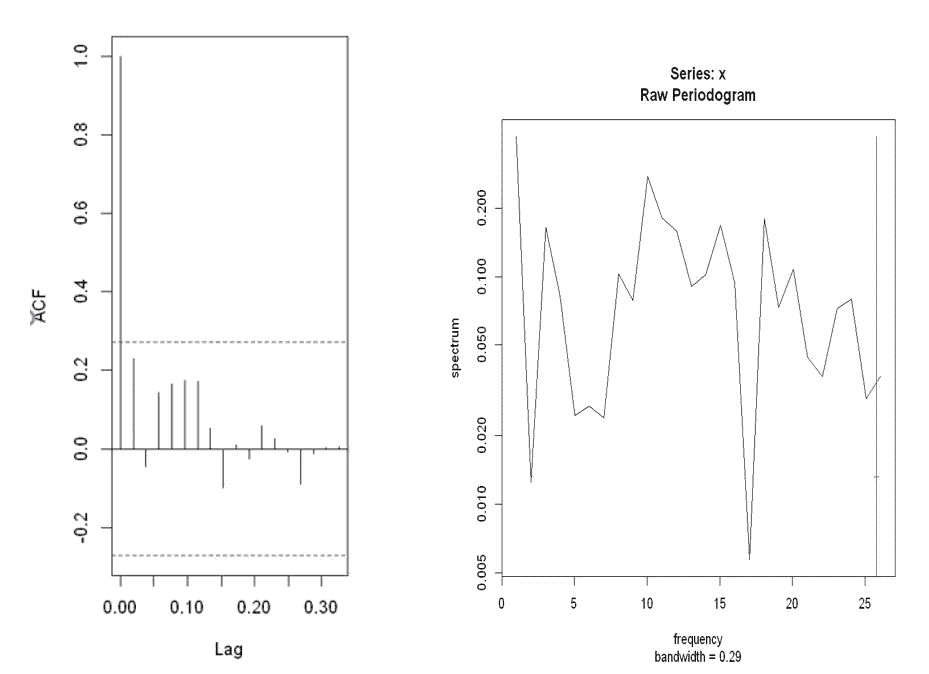 1.0
0.8
0.6
0.4
0.2
0.0
-0.2
ACF
0.00 0.10 0.20 0.30
Lag
Series: x
Raw Periodogram
0.200
0.100
0.050
0.020
0.010
0.005
spectrum
0 5 10 15 20 25
frequency
bandwidth = 0.29